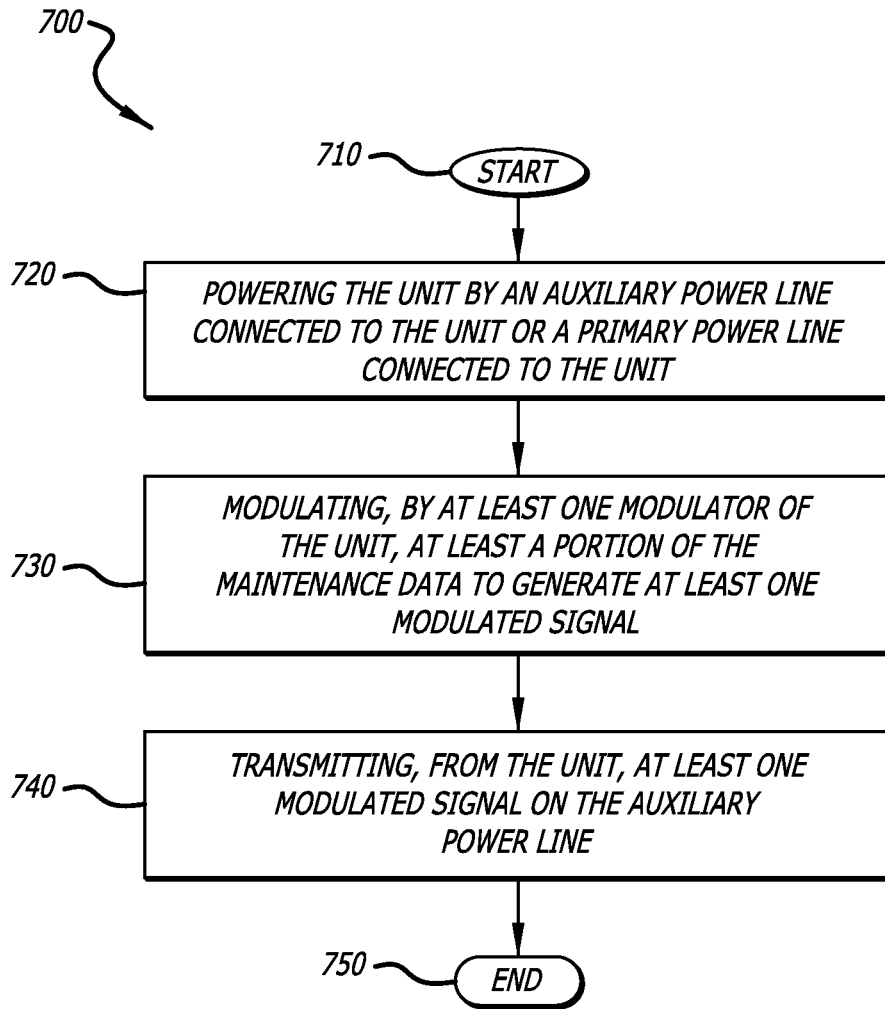 700
710
START
720
POWERING THE UNIT BY AN AUXILIARY POWER LINE
CONNECTED TO THE UNIT OR A PRIMARY POWER LINE
CONNECTED TO THE UNIT
730
MODULATING, BY AT LEAST ONE MODULATOR OF
THE UNIT, AT LEAST A PORTION OF THE
MAINTENANCE DATA TO GENERATE AT LEAST ONE
MODULATED SIGNAL
740
TRANSMITTING, FROM THE UNIT, AT LEAST ONE
MODULATED SIGNAL ON THE AUXILIARY
POWER LINE
750
END